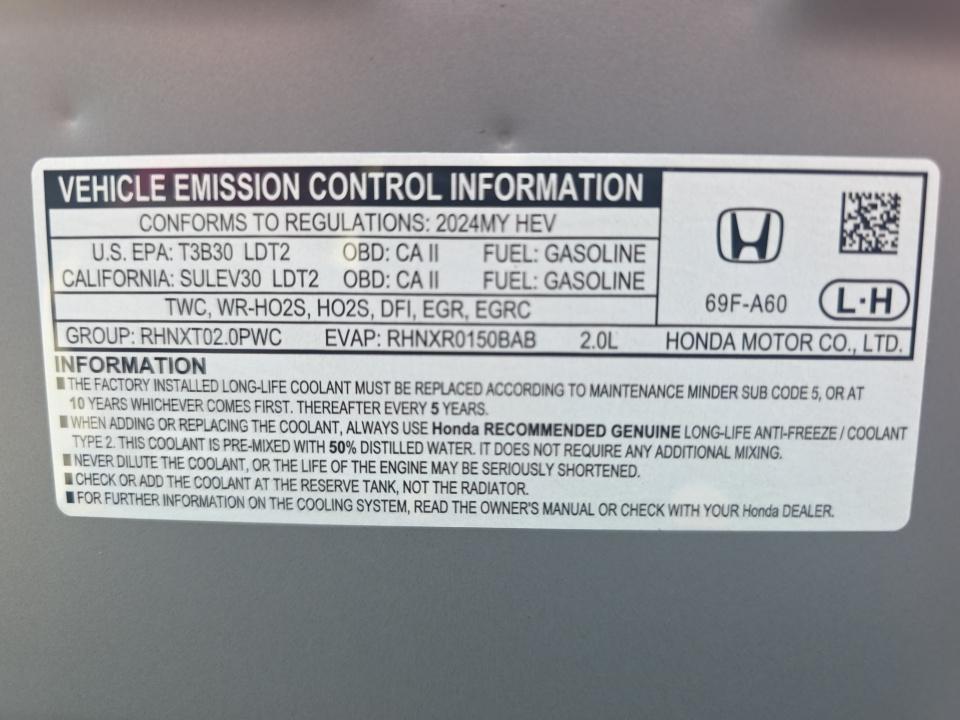 VEHICLE EMISSION CONTROL INFORMATION
CONFORMS TO REGULATIONS: 2024MY HEV
U.S. EPA: T3B30 LDT2 OBD: CA II FUEL: GASOLINE
CALIFORNIA: SULEV30 LDT2 OBD: CA II FUEL: GASOLINE
TWC, WR-HO2S, HO2S, DFI, EGR, EGRC
69F-A60 L·H
GROUP: RHNXT02.0PWC EVAP: RHNXR0150BAB 2.0L HONDA MOTOR CO., LTD.
INFORMATION
■ THE FACTORY INSTALLED LONG-LIFE COOLANT MUST BE REPLACED ACCORDING TO MAINTENANCE MINDER SUB CODE 5, OR AT
10 YEARS WHICHEVER COMES FIRST. THEREAFTER EVERY 5 YEARS.
■ WHEN ADDING OR REPLACING THE COOLANT, ALWAYS USE Honda RECOMMENDED GENUINE LONG-LIFE ANTI-FREEZE / COOLANT
TYPE 2. THIS COOLANT IS PRE-MIXED WITH 50% DISTILLED WATER. IT DOES NOT REQUIRE ANY ADDITIONAL MIXING.
■ NEVER DILUTE THE COOLANT, OR THE LIFE OF THE ENGINE MAY BE SERIOUSLY SHORTENED.
■ CHECK OR ADD THE COOLANT AT THE RESERVE TANK, NOT THE RADIATOR.
■ FOR FURTHER INFORMATION ON THE COOLING SYSTEM, READ THE OWNER'S MANUAL OR CHECK WITH YOUR Honda DEALER.